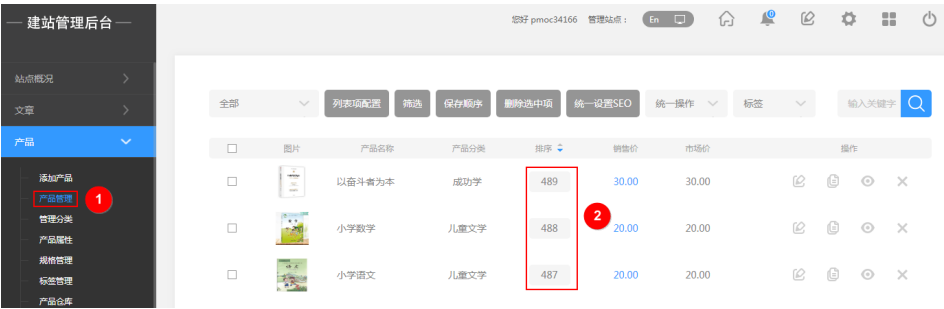 — 建站管理后台 —
您好 pmoc34166 管理站点： En
站点概况
文章
产品
添加产品
产品管理 1
管理分类
产品属性
规格管理
标签管理
产品仓库
全部 列表项配置 筛选 保存顺序 删除选中项 统一设置SEO 统一操作 标签 输入关键字
图片 产品名称 产品分类 排序 销售价 市场价 操作
以奋斗者为本 成功学 489 30.00 30.00
2
小学数学 儿童文学 488 20.00 20.00
小学语文 儿童文学 487 20.00 20.00